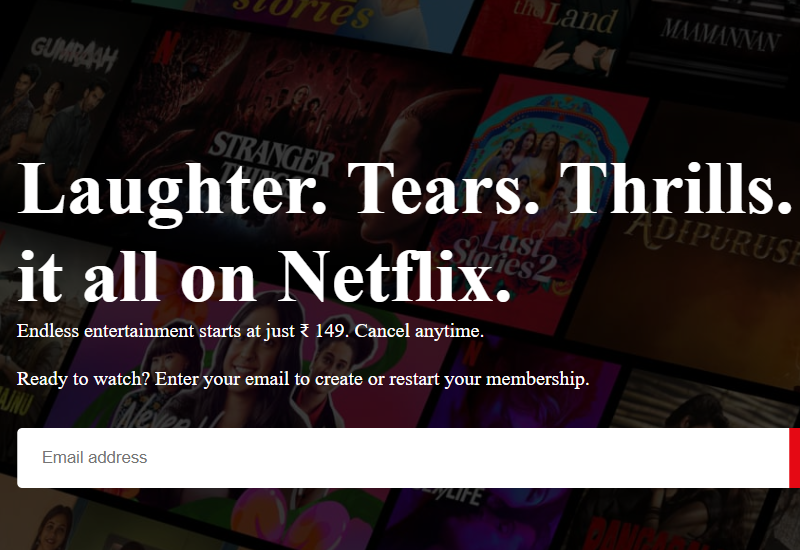 stories
the Land
GUMRAAH
MAAMANNAN
STRANGER
Laughter. Tears. Thrills.
Lust
Stories 2
ADIPURUSH
it all on Netflix.
Endless entertainment starts at just ₹ 149. Cancel anytime.
Ready to watch? Enter your email to create or restart your membership.
Never
Email address